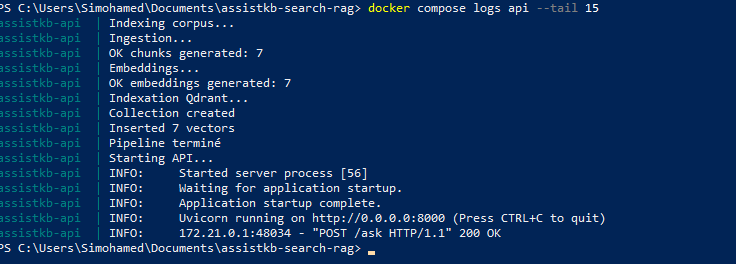 PS C:\Users\Simohamed\Documents\assistkb-search-rag> docker compose logs api --tail 15
assistkb-api | Indexing corpus...
assistkb-api | Ingestion...
assistkb-api | OK chunks generated: 7
assistkb-api | Embeddings...
assistkb-api | OK embeddings generated: 7
assistkb-api | Indexation Qdrant...
assistkb-api | Collection created
assistkb-api | Inserted 7 vectors
assistkb-api | Pipeline terminé
assistkb-api | Starting API...
assistkb-api | INFO:     Started server process [56]
assistkb-api | INFO:     Waiting for application startup.
assistkb-api | INFO:     Application startup complete.
assistkb-api | INFO:     Uvicorn running on http://0.0.0.0:8000 (Press CTRL+C to quit)
assistkb-api | INFO:     172.21.0.1:48034 - "POST /ask HTTP/1.1" 200 OK
PS C:\Users\Simohamed\Documents\assistkb-search-rag>